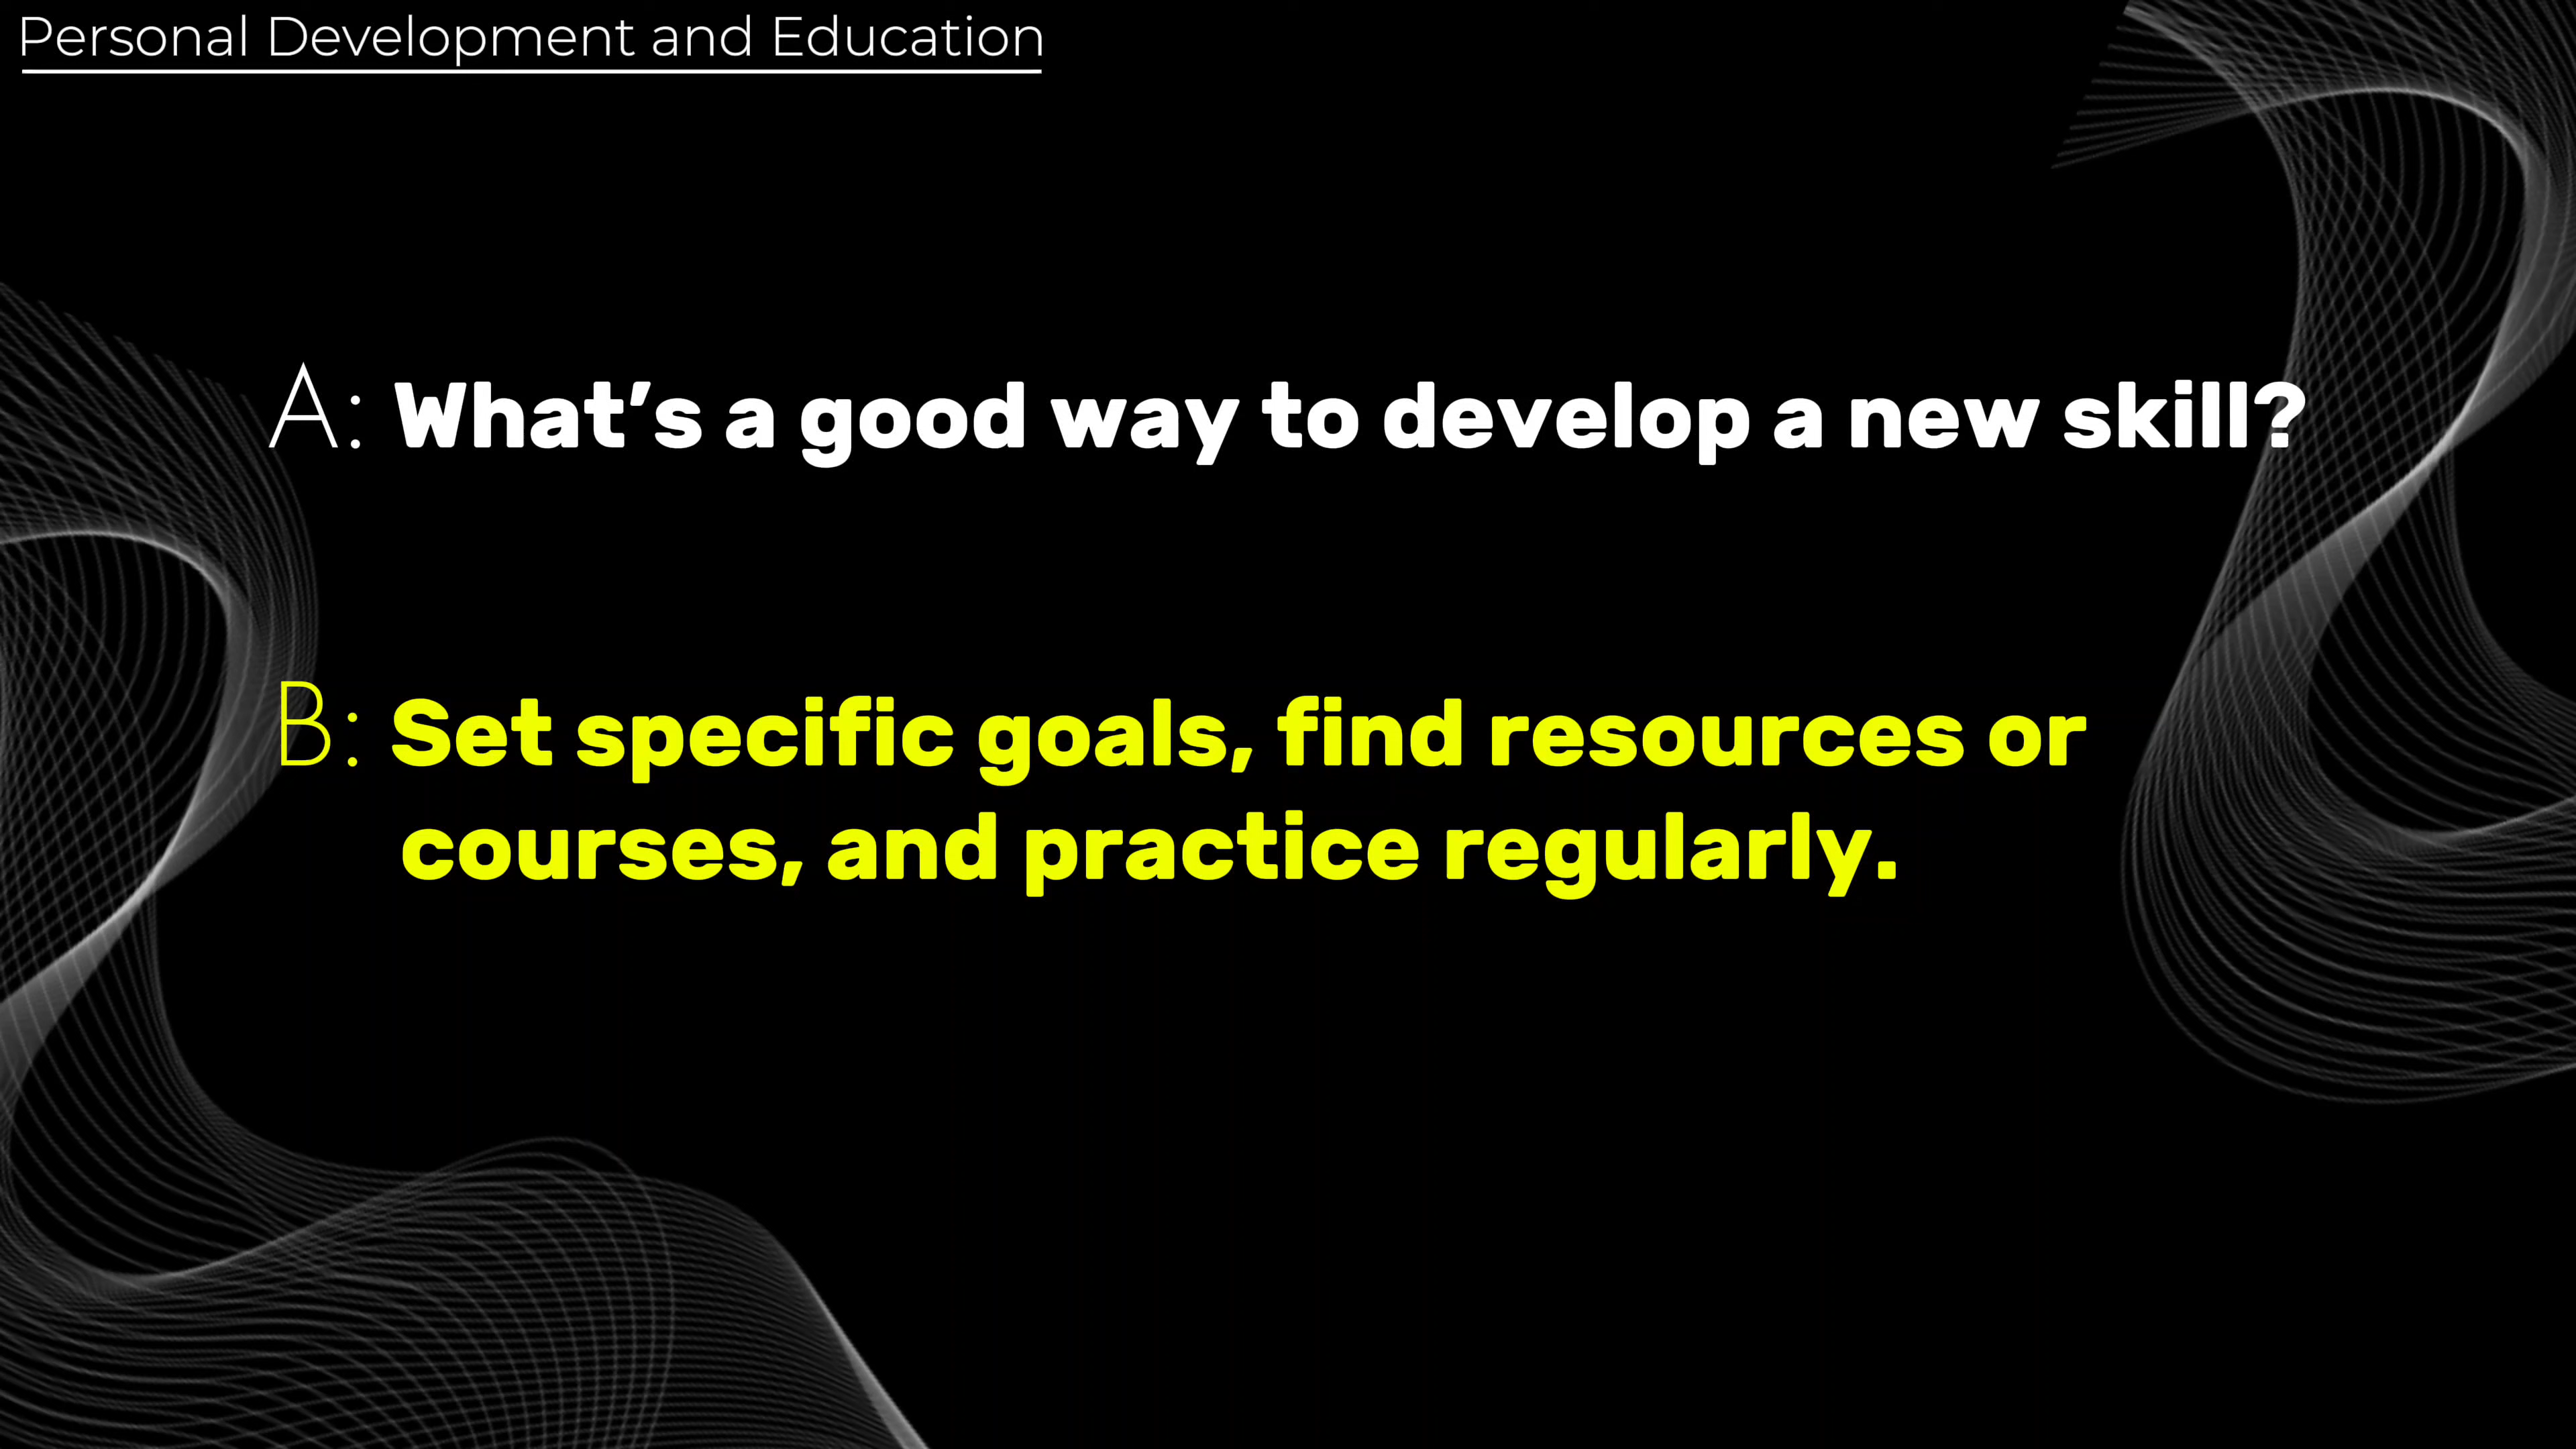 Personal Development and Education
A: What’s a good way to develop a new skill?
B: Set specific goals, find resources or
courses, and practice regularly.